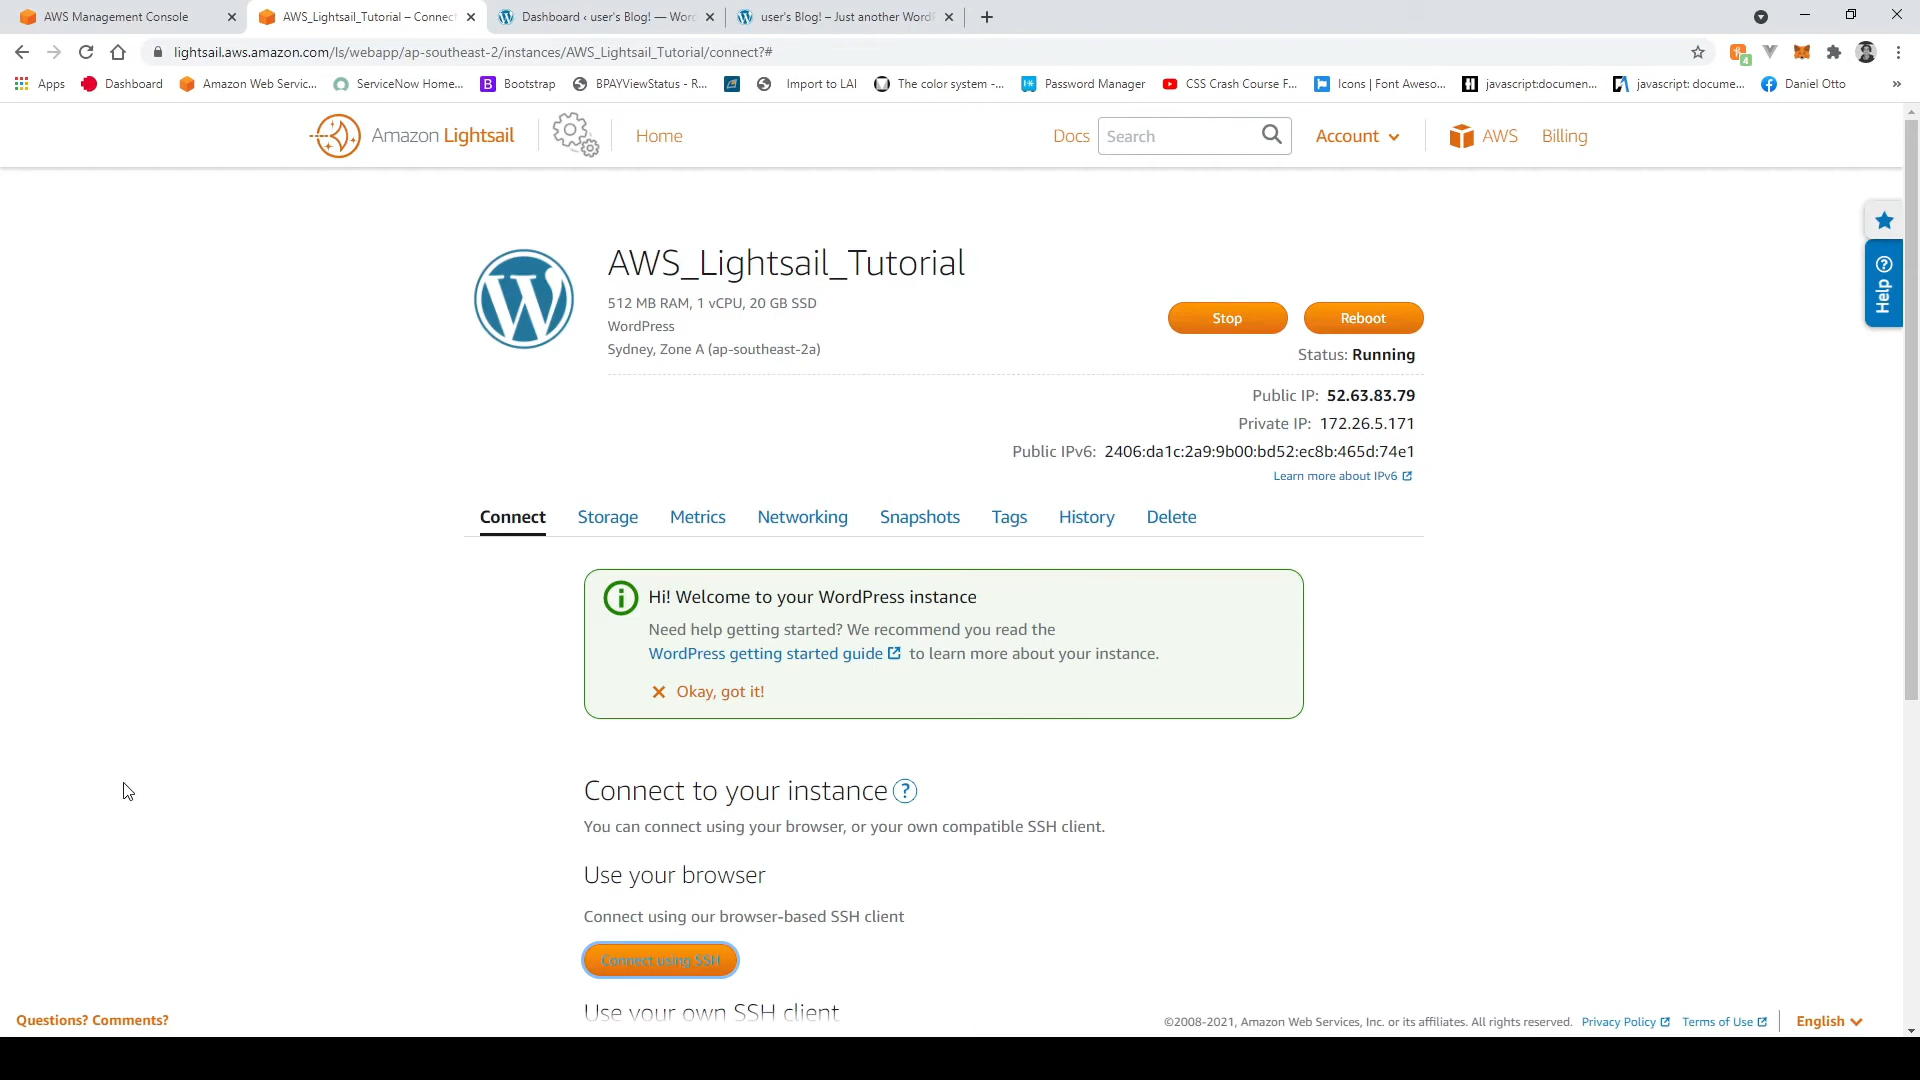 AWS Management Console
AWS_Lightsail_Tutorial – Connect
Dashboard ‹ user's Blog! — Word
user's Blog! – Just another WordP
lightsail.aws.amazon.com/ls/webapp/ap-southeast-2/instances/AWS_Lightsail_Tutorial/connect?#
4
Apps
Dashboard
Amazon Web Servic...
ServiceNow Home...
Bootstrap
BPAYViewStatus - R...
Import to LAI
The color system -...
Password Manager
CSS Crash Course F...
Icons | Font Aweso...
javascript:documen...
javascript: docume...
Daniel Otto
»
Amazon Lightsail
Home
Docs
Search
Account
AWS
Billing
Help
AWS_Lightsail_Tutorial
512 MB RAM, 1 vCPU, 20 GB SSD
WordPress
Sydney, Zone A (ap-southeast-2a)
Stop
Reboot
Status: Running
Public IP: 52.63.83.79
Private IP: 172.26.5.171
Public IPv6: 2406:da1c:2a9:9b00:bd52:ec8b:465d:74e1
Learn more about IPv6
Connect
Storage
Metrics
Networking
Snapshots
Tags
History
Delete
Hi! Welcome to your WordPress instance
Need help getting started? We recommend you read the
WordPress getting started guide to learn more about your instance.
Okay, got it!
Connect to your instance ?
You can connect using your browser, or your own compatible SSH client.
Use your browser
Connect using our browser-based SSH client
Connect using SSH
Use your own SSH client
Questions? Comments?
©2008-2021, Amazon Web Services, Inc. or its affiliates. All rights reserved.
Privacy Policy
Terms of Use
English